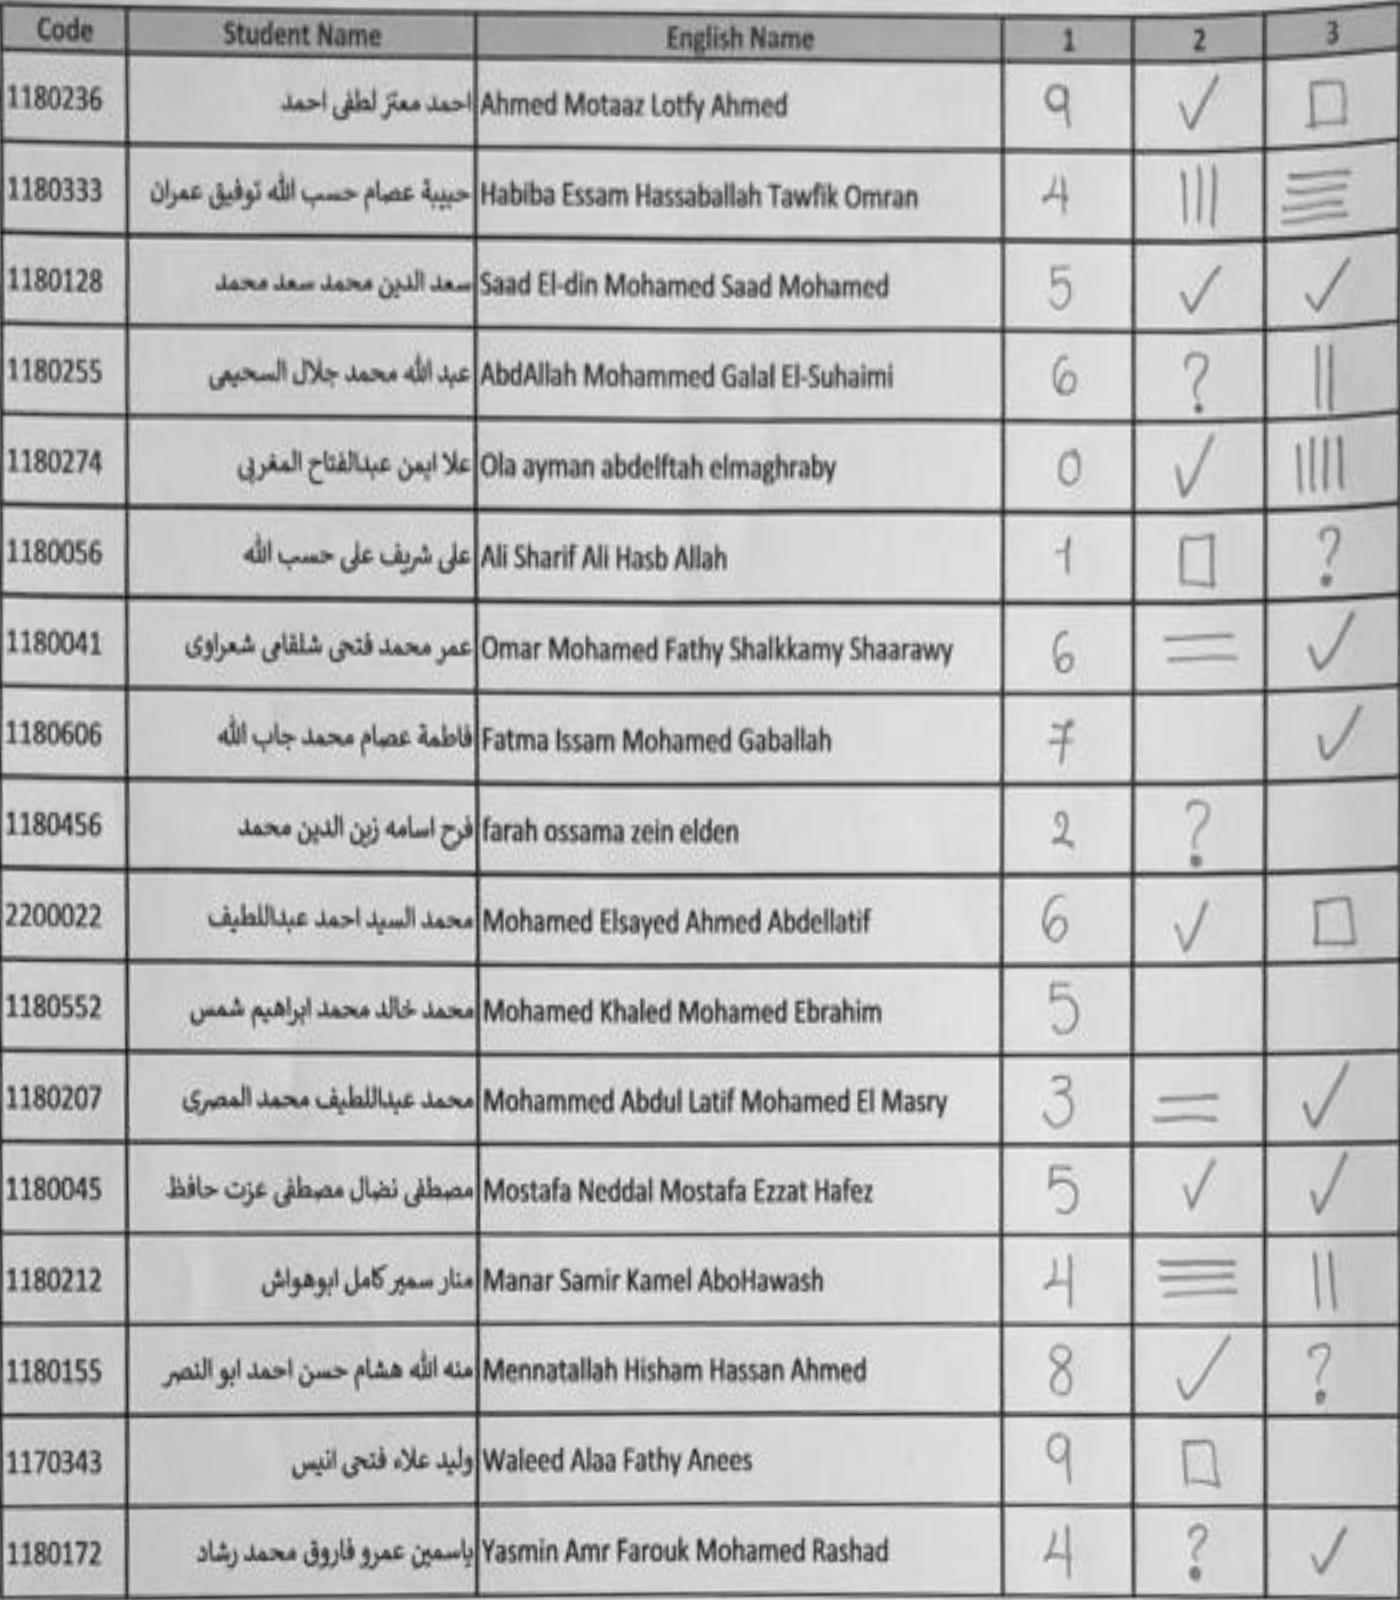 Code Student Name English Name 1 2 3
1180236 احمد معتز لطفى احمد Ahmed Motaaz Lotfy Ahmed 9 ✓ □
1180333 حبيبة عصام حسب الله توفيق عمران Habiba Essam Hassaballah Tawfik Omran 4 ||| ☰
1180128 سعد الدين محمد سعد محمد Saad El-din Mohamed Saad Mohamed 5 ✓ ✓
1180255 عبد الله محمد جلال السحيمى AbdAllah Mohammed Galal El-Suhaimi 6 ? ||
1180274 علا ايمن عبدالفتاح المغربي Ola ayman abdelftah elmaghraby 0 ✓ ||||
1180056 على شريف على حسب الله Ali Sharif Ali Hasb Allah 1 □ ?
1180041 عمر محمد فتحى شلقامى شعراوى Omar Mohamed Fathy Shalkkamy Shaarawy 6 = ✓
1180606 فاطمة عصام محمد جاب الله Fatma Issam Mohamed Gaballah 7 ✓
1180456 فرح اسامه زين الدين محمد farah ossama zein elden 2 ?
2200022 محمد السيد احمد عبداللطيف Mohamed Elsayed Ahmed Abdellatif 6 ✓ □
1180552 محمد خالد محمد ابراهيم شمس Mohamed Khaled Mohamed Ebrahim 5
1180207 محمد عبداللطيف محمد المصرى Mohammed Abdul Latif Mohamed El Masry 3 = ✓
1180045 مصطفى نضال مصطفى عزت حافظ Mostafa Neddal Mostafa Ezzat Hafez 5 ✓ ✓
1180212 منار سمير كامل ابوهواش Manar Samir Kamel AboHawash 4 ≡ ||
1180155 منه الله هشام حسن احمد ابو النصر Mennatallah Hisham Hassan Ahmed 8 ✓ ?
1170343 وليد علاء فتحى انيس Waleed Alaa Fathy Anees 9 □
1180172 ياسمين عمرو فاروق محمد رشاد Yasmin Amr Farouk Mohamed Rashad 4 ? ✓